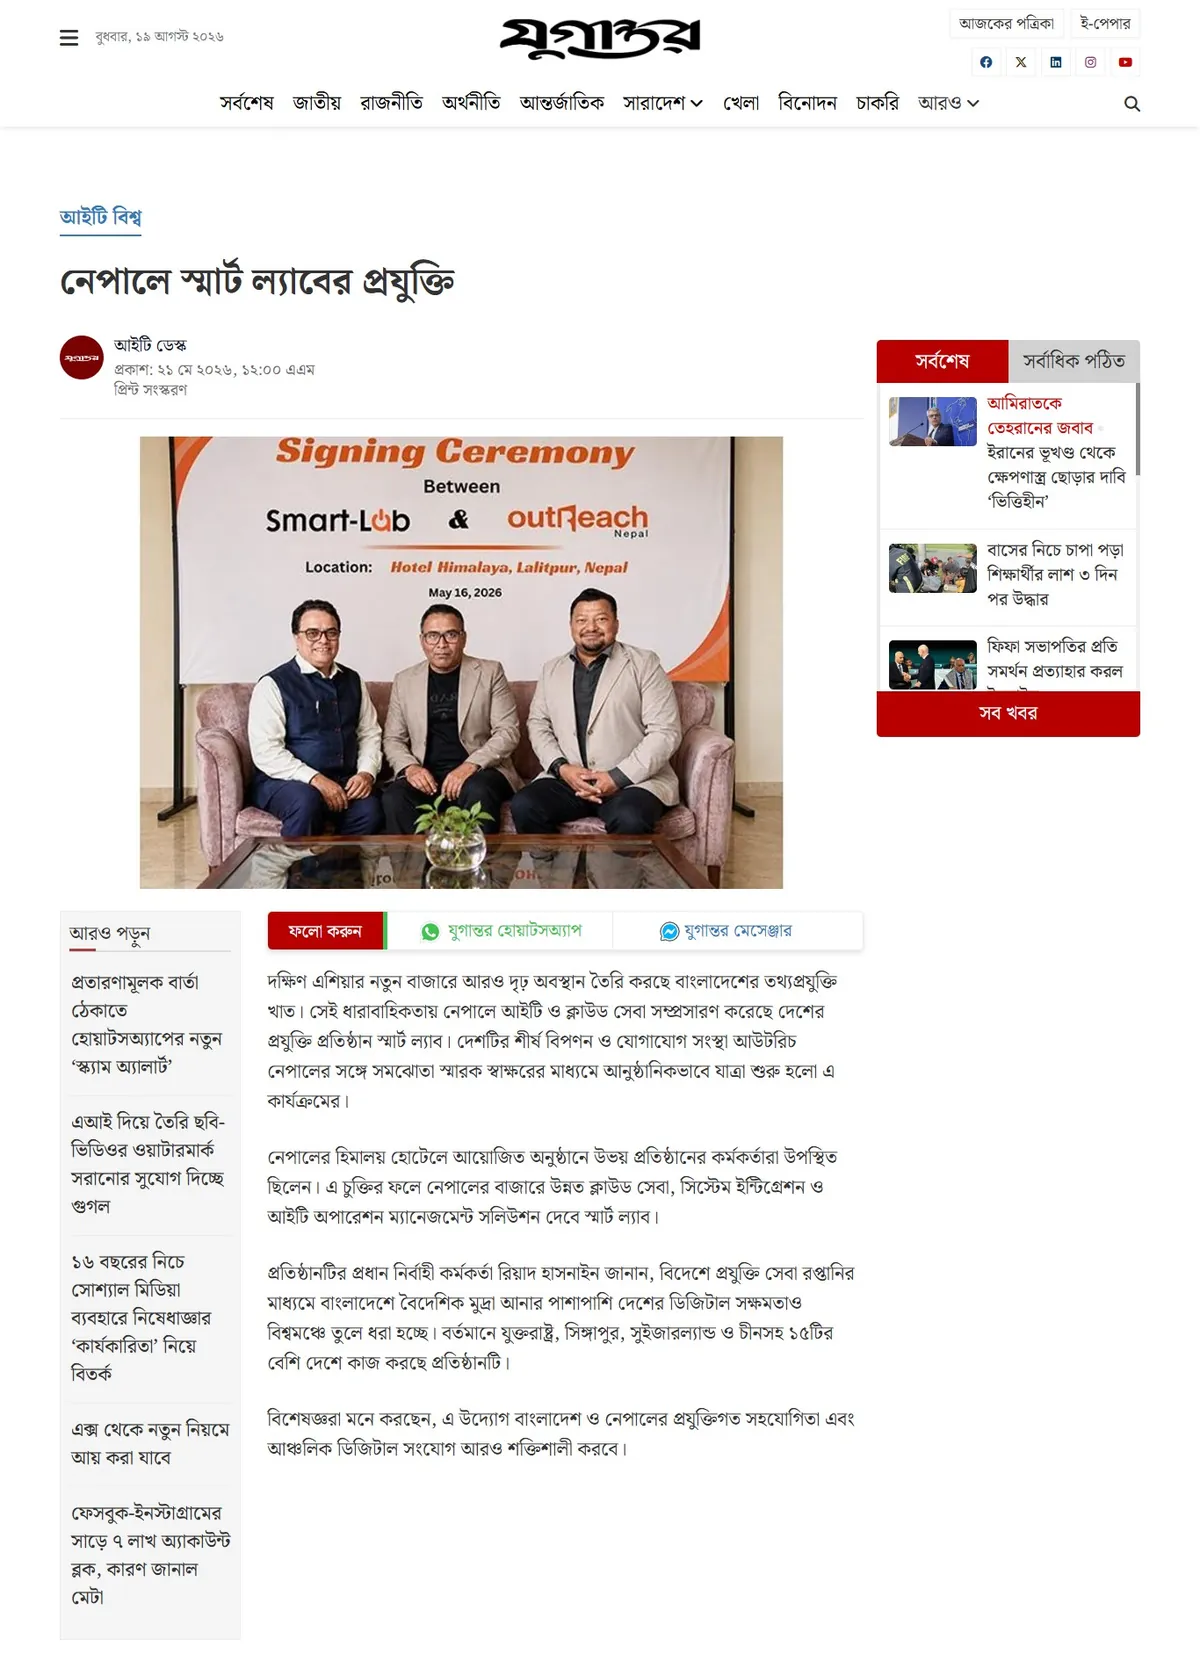 বুধবার, ১৯ আগস্ট ২০২৬
যুগান্তর
আজকের পত্রিকা
ই-পেপার
সর্বশেষ জাতীয় রাজনীতি অর্থনীতি আন্তর্জাতিক সারাদেশ খেলা বিনোদন চাকরি আরও
আইটি বিশ্ব
নেপালে স্মার্ট ল্যাবের প্রযুক্তি
যুগান্তর
আইটি ডেস্ক
প্রকাশ: ২১ মে ২০২৬, ১২:০০ এএম
প্রিন্ট সংস্করণ
Signing Ceremony
Between
Smart-Lab & outReach
Nepal
Location: Hotel Himalaya, Lalitpur, Nepal
May 16, 2026
সর্বশেষ
সর্বাধিক পঠিত
আমিরাতকে
তেহরানের জবাব
ইরানের ভূখণ্ড থেকে
ক্ষেপণাস্ত্র ছোড়ার দাবি
‘ভিত্তিহীন’
বাসের নিচে চাপা পড়া
শিক্ষার্থীর লাশ ৩ দিন
পর উদ্ধার
ফিফা সভাপতির প্রতি
সমর্থন প্রত্যাহার করল
সব খবর
আরও পড়ুন
প্রতারণামূলক বার্তা
ঠেকাতে
হোয়াটসঅ্যাপের নতুন
‘স্ক্যাম অ্যালার্ট’
এআই দিয়ে তৈরি ছবি-
ভিডিওর ওয়াটারমার্ক
সরানোর সুযোগ দিচ্ছে
গুগল
১৬ বছরের নিচে
সোশ্যাল মিডিয়া
ব্যবহারে নিষেধাজ্ঞার
‘কার্যকারিতা’ নিয়ে
বিতর্ক
এক্স থেকে নতুন নিয়মে
আয় করা যাবে
ফেসবুক-ইনস্টাগ্রামের
সাড়ে ৭ লাখ অ্যাকাউন্ট
ব্লক, কারণ জানাল
মেটা
ফলো করুন
যুগান্তর হোয়াটসঅ্যাপ
যুগান্তর মেসেঞ্জার
দক্ষিণ এশিয়ার নতুন বাজারে আরও দৃঢ় অবস্থান তৈরি করছে বাংলাদেশের তথ্যপ্রযুক্তি
খাত। সেই ধারাবাহিকতায় নেপালে আইটি ও ক্লাউড সেবা সম্প্রসারণ করেছে দেশের
প্রযুক্তি প্রতিষ্ঠান স্মার্ট ল্যাব। দেশটির শীর্ষ বিপণন ও যোগাযোগ সংস্থা আউটরিচ
নেপালের সঙ্গে সমঝোতা স্মারক স্বাক্ষরের মাধ্যমে আনুষ্ঠানিকভাবে যাত্রা শুরু হলো এ
কার্যক্রমের।
নেপালের হিমালয় হোটেলে আয়োজিত অনুষ্ঠানে উভয় প্রতিষ্ঠানের কর্মকর্তারা উপস্থিত
ছিলেন। এ চুক্তির ফলে নেপালের বাজারে উন্নত ক্লাউড সেবা, সিস্টেম ইন্টিগ্রেশন ও
আইটি অপারেশন ম্যানেজমেন্ট সলিউশন দেবে স্মার্ট ল্যাব।
প্রতিষ্ঠানটির প্রধান নির্বাহী কর্মকর্তা রিয়াদ হাসনাইন জানান, বিদেশে প্রযুক্তি সেবা রপ্তানির
মাধ্যমে বাংলাদেশে বৈদেশিক মুদ্রা আনার পাশাপাশি দেশের ডিজিটাল সক্ষমতাও
বিশ্বমঞ্চে তুলে ধরা হচ্ছে। বর্তমানে যুক্তরাষ্ট্র, সিঙ্গাপুর, সুইজারল্যান্ড ও চীনসহ ১৫টির
বেশি দেশে কাজ করছে প্রতিষ্ঠানটি।
বিশেষজ্ঞরা মনে করছেন, এ উদ্যোগ বাংলাদেশ ও নেপালের প্রযুক্তিগত সহযোগিতা এবং
আঞ্চলিক ডিজিটাল সংযোগ আরও শক্তিশালী করবে।